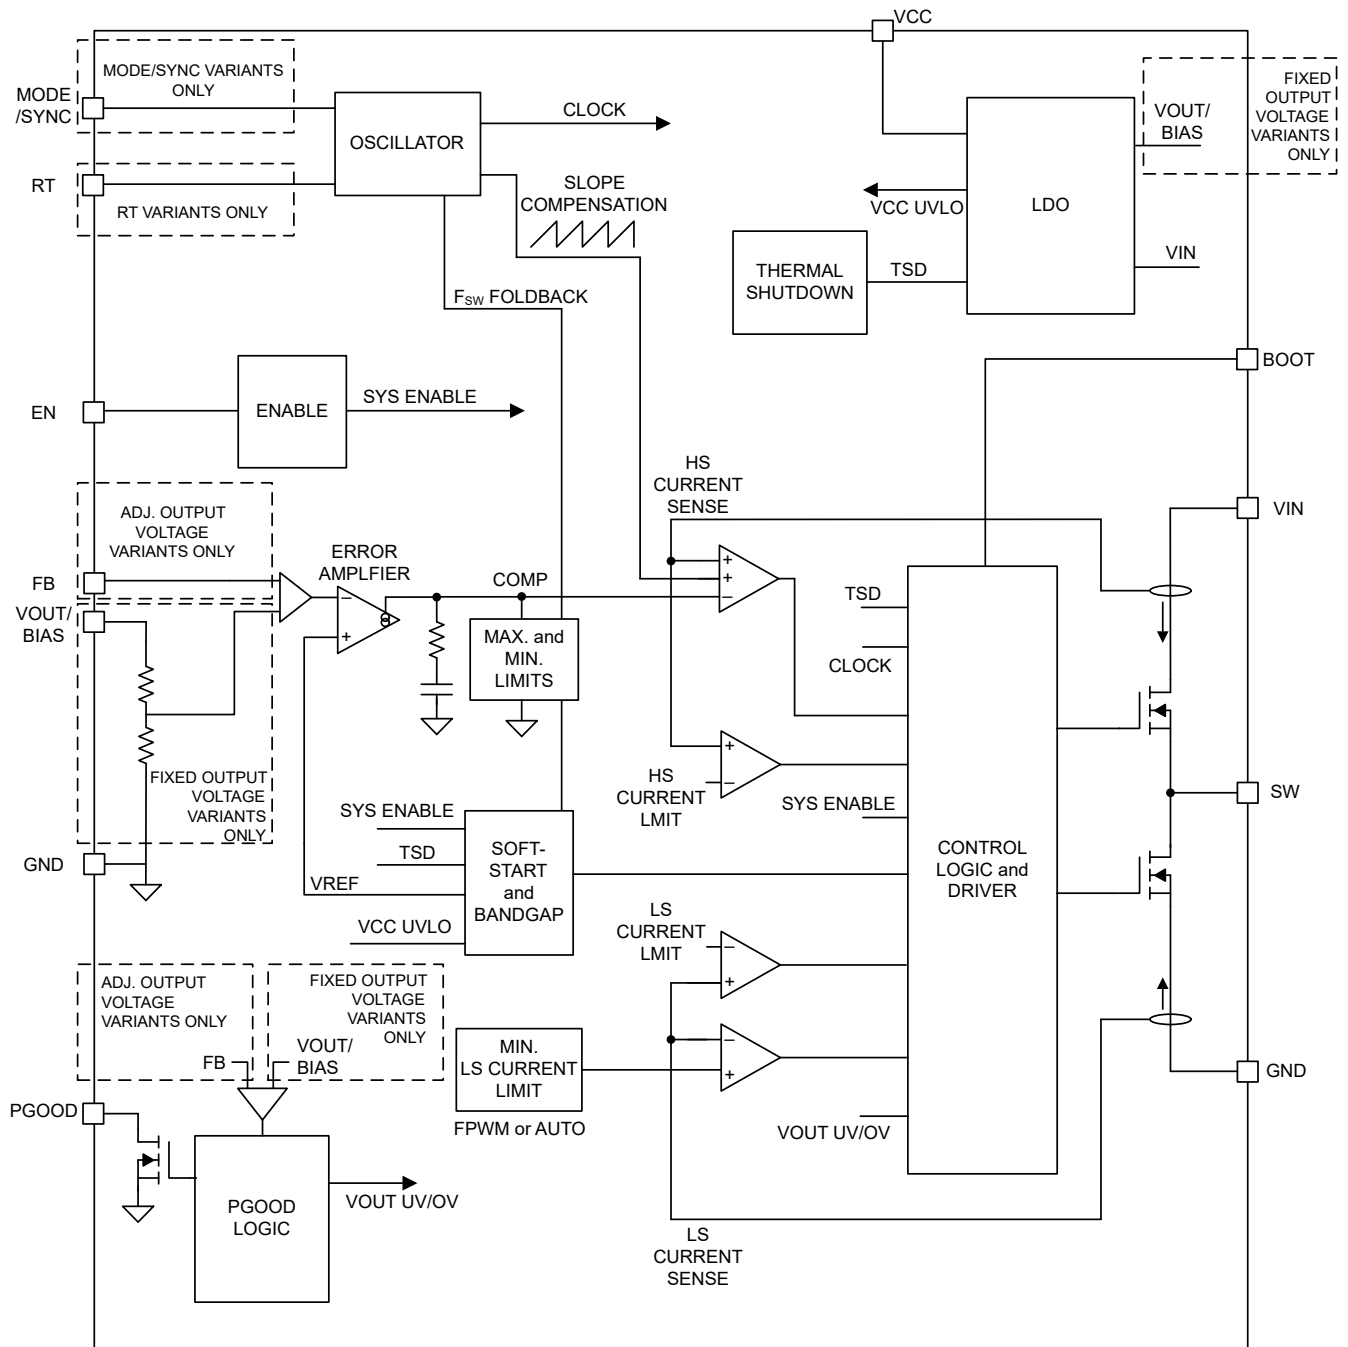 VCC
MODE/SYNC VARIANTS
ONLY
MODE
/SYNC
OSCILLATOR
CLOCK
RT
RT VARIANTS ONLY
SLOPE
COMPENSATION
FSW FOLDBACK
FIXED
OUTPUT
VOLTAGE
VARIANTS
ONLY
VOUT/
BIAS
LDO
VCC UVLO
VIN
THERMAL
SHUTDOWN
TSD
BOOT
EN
ENABLE
SYS ENABLE
HS
CURRENT
SENSE
VIN
ADJ. OUTPUT
VOLTAGE
VARIANTS ONLY
FB
ERROR
AMPLFIER
−
+
COMP
+
+
−
VOUT/
BIAS
MAX. and
MIN.
LIMITS
FIXED OUTPUT
VOLTAGE
VARIANTS
ONLY
GND
TSD
CLOCK
+
−
HS
CURRENT
LMIT
SYS ENABLE
SW
SYS ENABLE
TSD
VREF
VCC UVLO
SOFT-
START
and
BANDGAP
CONTROL
LOGIC and
DRIVER
LS
CURRENT
LMIT
−
+
ADJ. OUTPUT
VOLTAGE
VARIANTS ONLY
FIXED OUTPUT
VOLTAGE
VARIANTS
ONLY
FB
VOUT/
BIAS
MIN.
LS CURRENT
LIMIT
−
+
FPWM or AUTO
VOUT UV/OV
GND
PGOOD
PGOOD
LOGIC
VOUT UV/OV
LS
CURRENT
SENSE